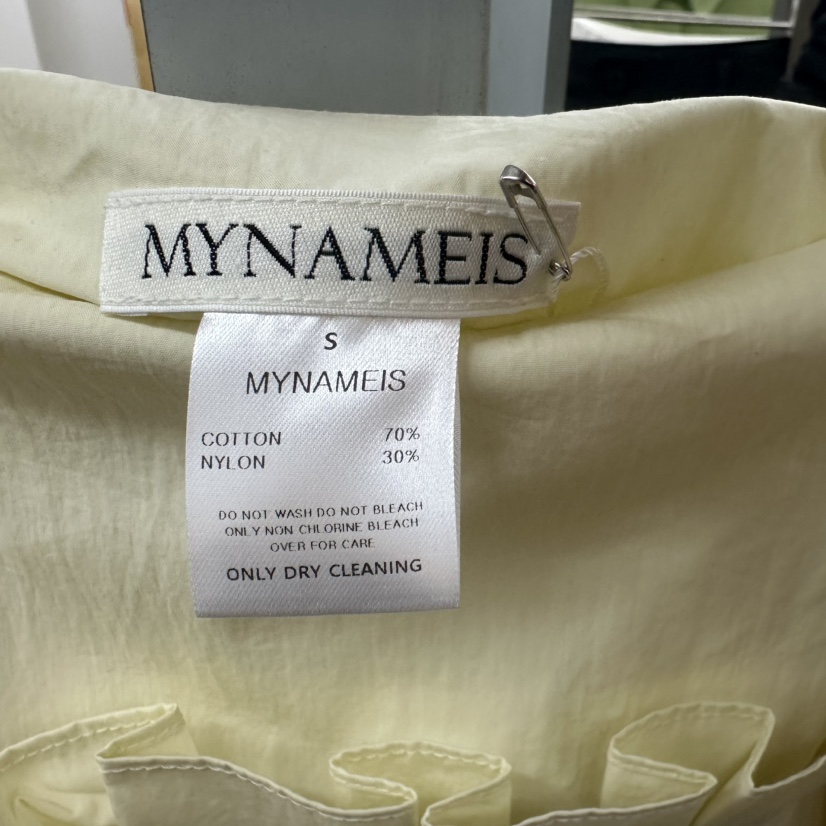 MYNAMEIS
S
MYNAMEIS
COTTON 70%
NYLON 30%
DO NOT WASH DO NOT BLEACH
ONLY NON CHLORINE BLEACH
OVER FOR CARE
ONLY DRY CLEANING